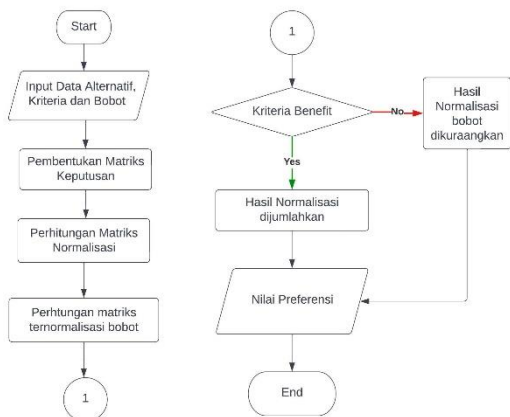 Start
Input Data Alternatif,
Kriteria dan Bobot
Pembentukan Matriks
Keputusan
Perhitungan Matriks
Normalisasi
Perhtungan matriks
ternormalisasi bobot
1
1
Kriteria Benefit
No
Hasil
Normalisasi
bobot
dikuraangkan
Yes
Hasil Normalisasi
dijumlahkan
Nilai Preferensi
End